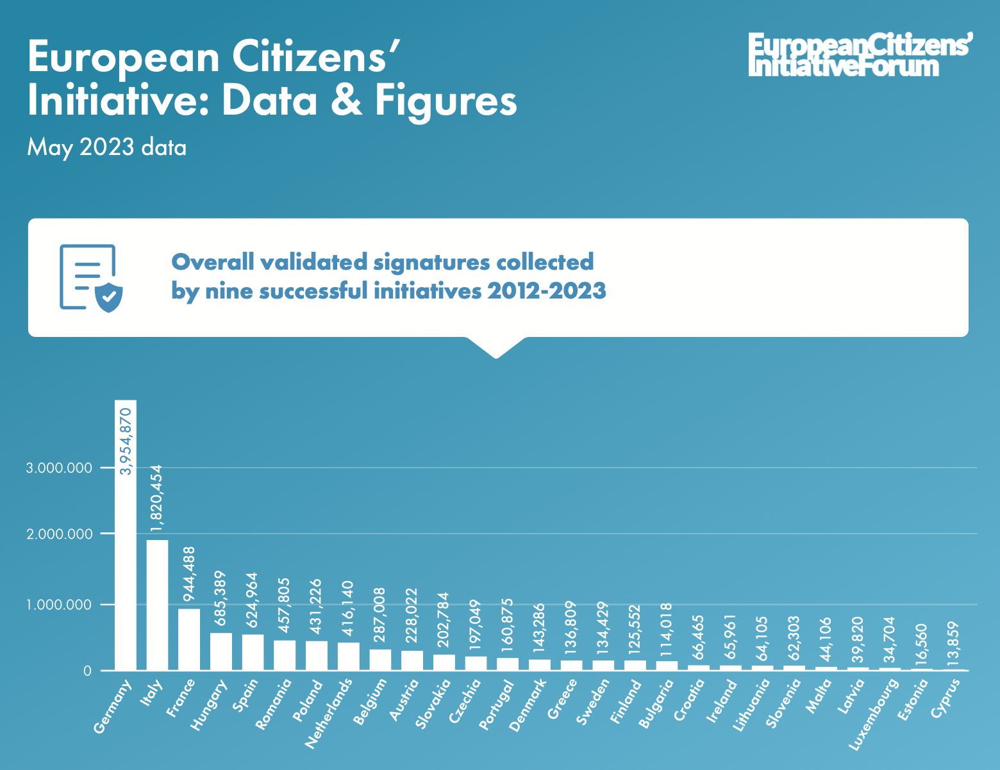 European Citizens’
Initiative: Data & Figures
May 2023 data
EuropeanCitizens’
InitiativeForum
Overall validated signatures collected
by nine successful initiatives 2012-2023
3.000.000
2.000.000
1.000.000
0
3,954,870
1,820,454
944,488
685,389
624,964
457,805
431,226
416,140
287,008
228,022
202,784
197,049
160,875
143,286
136,809
134,429
125,552
114,018
66,465
65,961
64,105
62,303
44,106
39,820
34,704
16,560
13,859
Germany
Italy
France
Hungary
Spain
Romania
Poland
Netherlands
Belgium
Austria
Slovakia
Czechia
Portugal
Denmark
Greece
Sweden
Finland
Bulgaria
Croatia
Ireland
Lithuania
Slovenia
Malta
Latvia
Luxembourg
Estonia
Cyprus